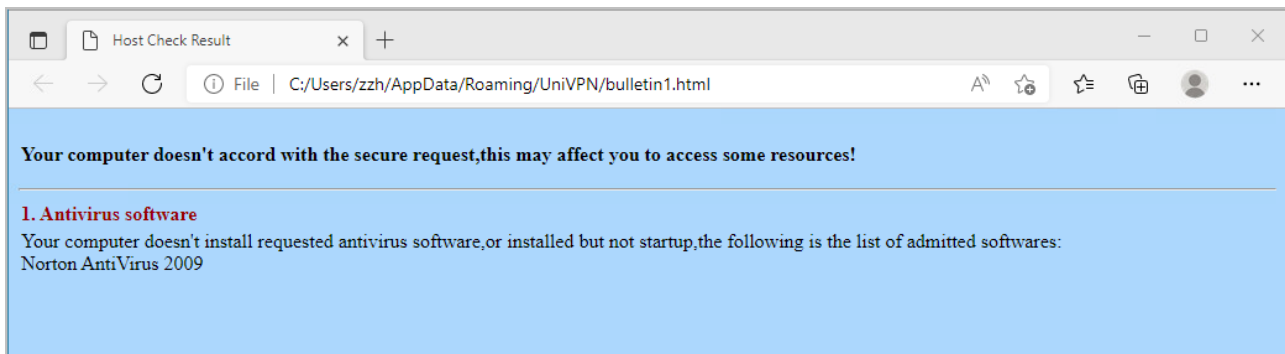 Host Check Result
File | C:/Users/zzh/AppData/Roaming/UniVPN/bulletin1.html
Your computer doesn't accord with the secure request,this may affect you to access some resources!
1. Antivirus software
Your computer doesn't install requested antivirus software,or installed but not startup,the following is the list of admitted softwares:
Norton AntiVirus 2009